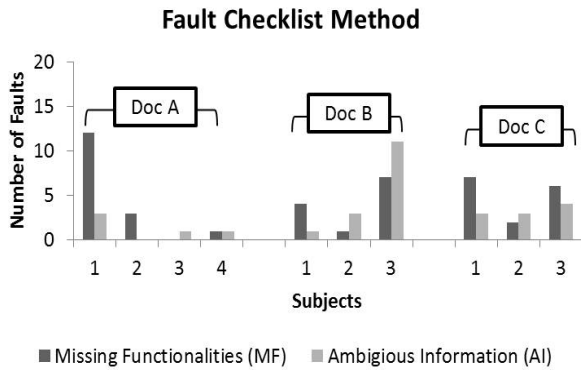 Fault Checklist Method
Number of Faults
20
15
10
5
0
Doc A
Doc B
Doc C
1 2 3 4 1 2 3 1 2 3
Subjects
Missing Functionalities (MF) Ambigious Information (AI)